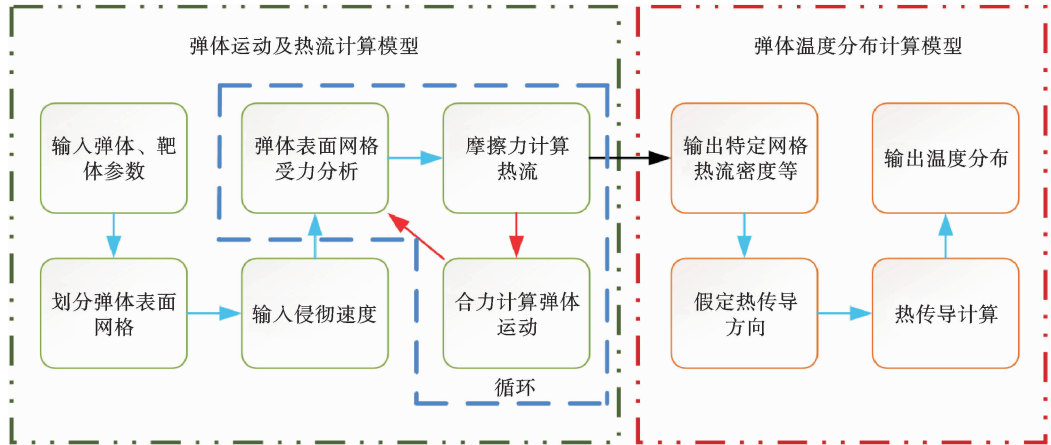 弹体运动及热流计算模型
输入弹体、靶
体参数
划分弹体表面
网格
输入侵彻速度
弹体表面网格
受力分析
摩擦力计算
热流
合力计算弹体
运动
循环
弹体温度分布计算模型
输出特定网格
热流密度等
假定热传导
方向
热传导计算
输出温度分布